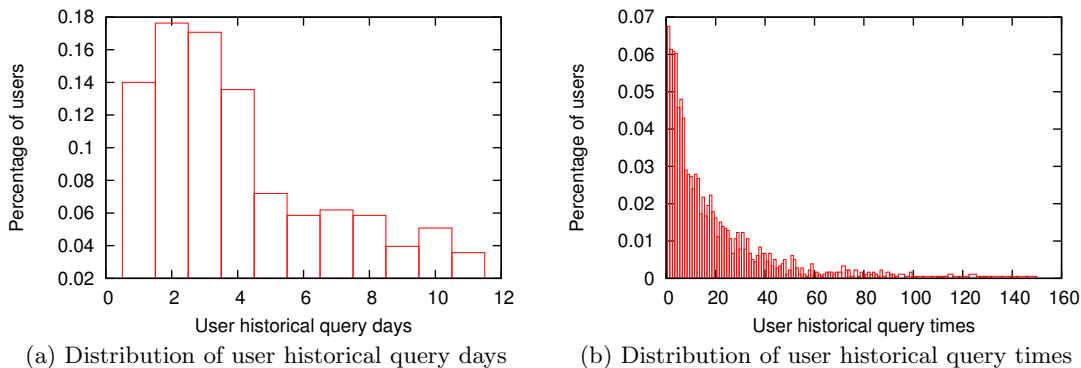 0.18
0.16
0.14
0.12
0.1
0.08
0.06
0.04
0.02
Percentage of users
0 2 4 6 8 10 12
User historical query days
(a) Distribution of user historical query days
0.07
0.06
0.05
0.04
0.03
0.02
0.01
0
Percentage of users
0 20 40 60 80 100 120 140 160
User historical query times
(b) Distribution of user historical query times